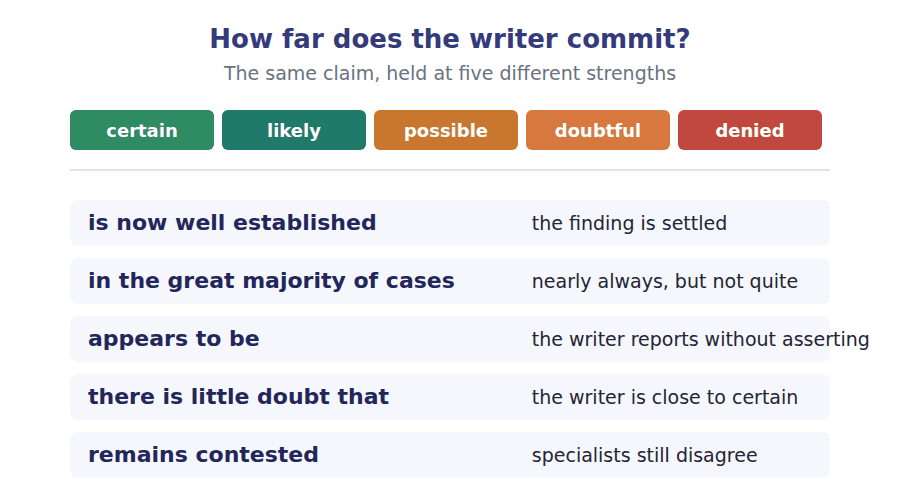 How far does the writer commit?
The same claim, held at five different strengths
certain likely possible doubtful denied
is now well established the finding is settled
in the great majority of cases nearly always, but not quite
appears to be the writer reports without asserting
there is little doubt that the writer is close to certain
remains contested specialists still disagree